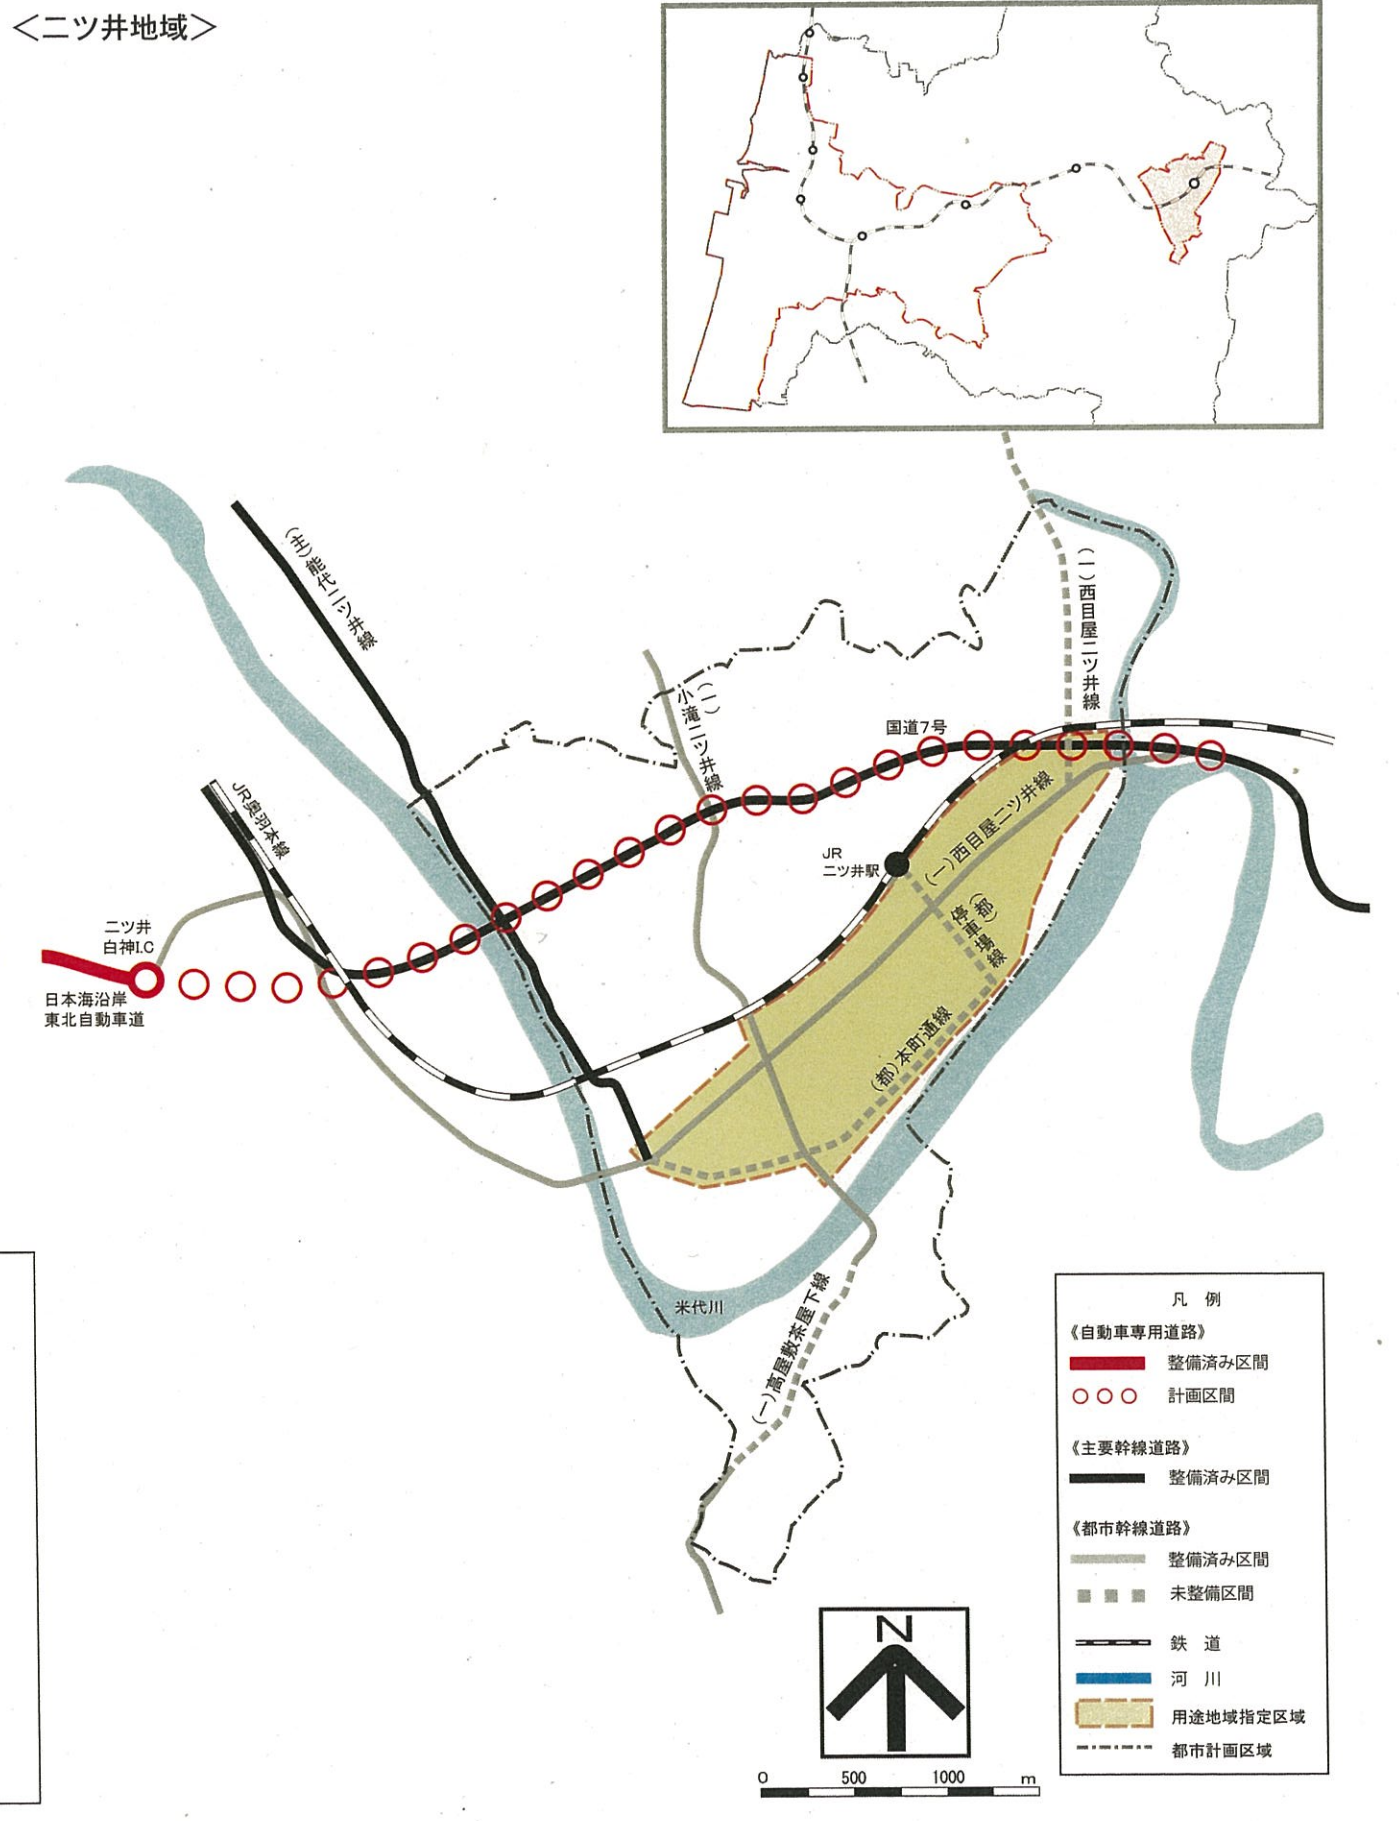 ＜二ツ井地域＞
(主)能代二ツ井線
(一)西目屋二ツ井線
(一)
小滝二ツ井線
国道7号
JR奥羽本線
JR
二ツ井駅
(一)西目屋二ツ井線
(都)
停車場線
二ツ井
白神I.C
日本海沿岸
東北自動車道
(都)本町通線
米代川
(一)高屋敷茶屋下線
凡　例
《自動車専用道路》
整備済み区間
計画区間
《主要幹線道路》
整備済み区間
《都市幹線道路》
整備済み区間
未整備区間
鉄　道
河　川
用途地域指定区域
都市計画区域
N
0 500 1000 m